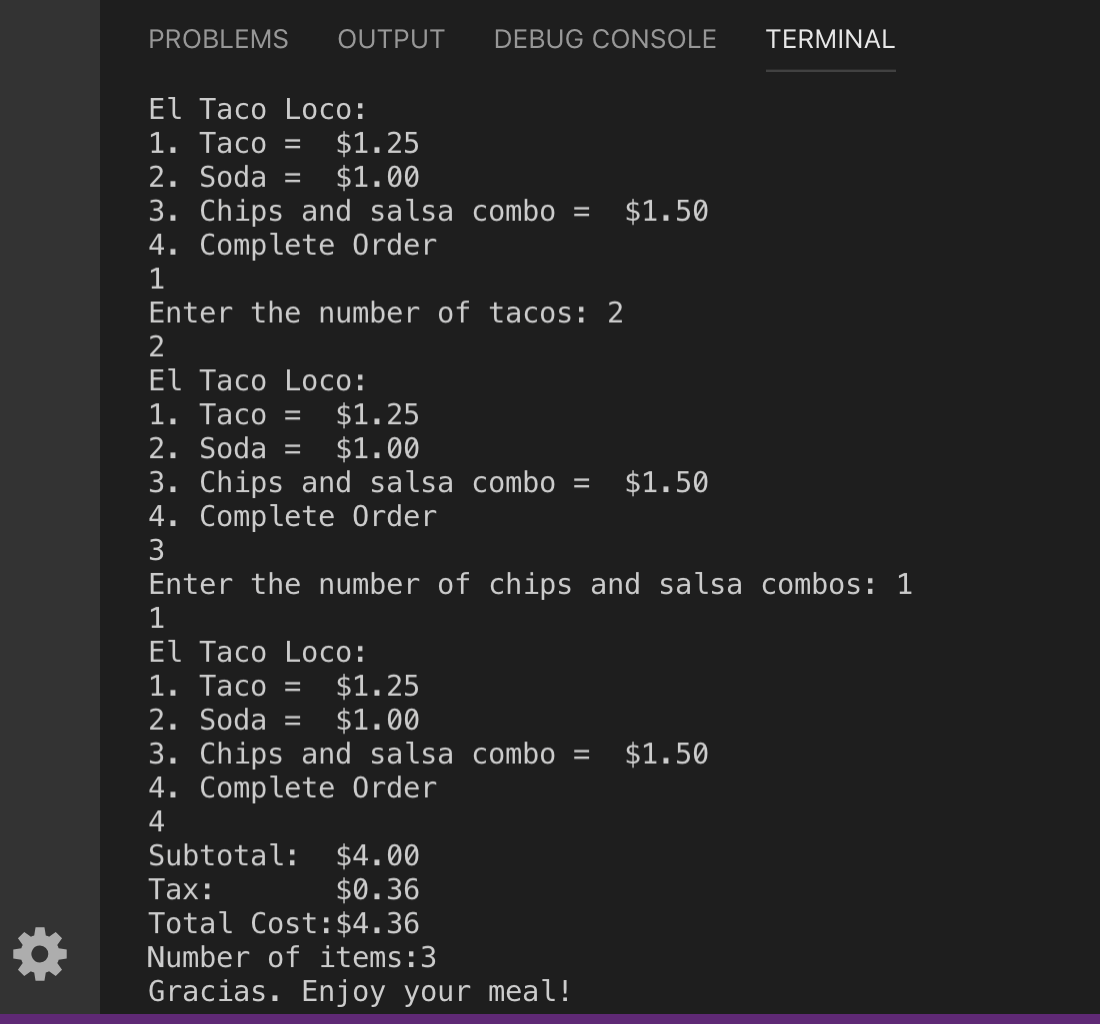 PROBLEMS OUTPUT DEBUG CONSOLE TERMINAL
El Taco Loco:
1. Taco =  $1.25
2. Soda =  $1.00
3. Chips and salsa combo =  $1.50
4. Complete Order
1
Enter the number of tacos: 2
2
El Taco Loco:
1. Taco =  $1.25
2. Soda =  $1.00
3. Chips and salsa combo =  $1.50
4. Complete Order
3
Enter the number of chips and salsa combos: 1
1
El Taco Loco:
1. Taco =  $1.25
2. Soda =  $1.00
3. Chips and salsa combo =  $1.50
4. Complete Order
4
Subtotal:  $4.00
Tax:       $0.36
Total Cost:$4.36
Number of items:3
Gracias. Enjoy your meal!